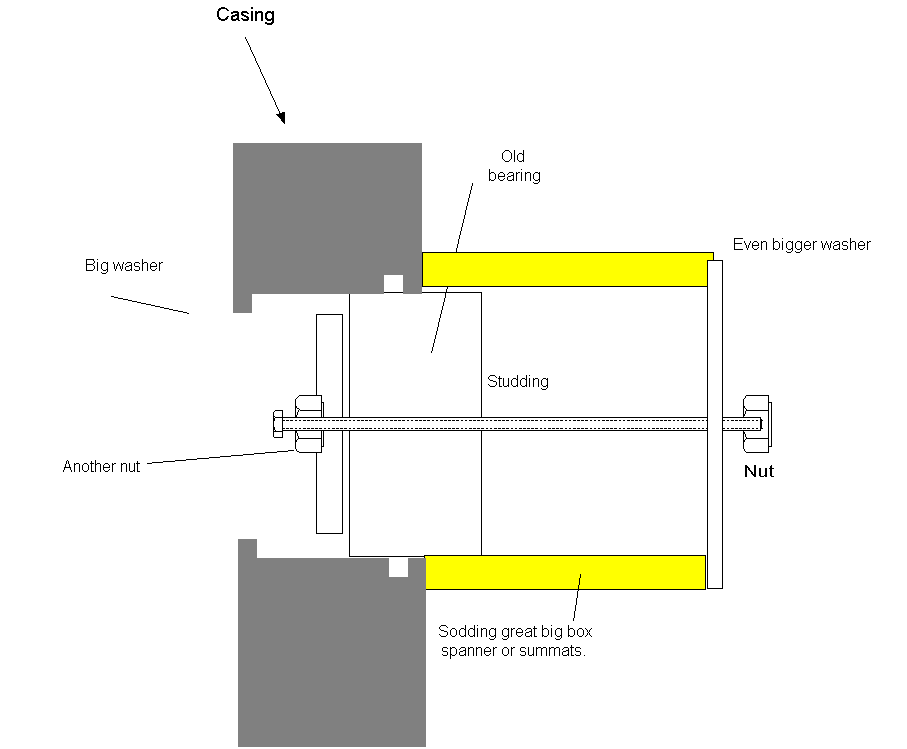 Casing
Old
bearing
Even bigger washer
Big washer
Studding
Another nut
Nut
Sodding great big box
spanner or summats.